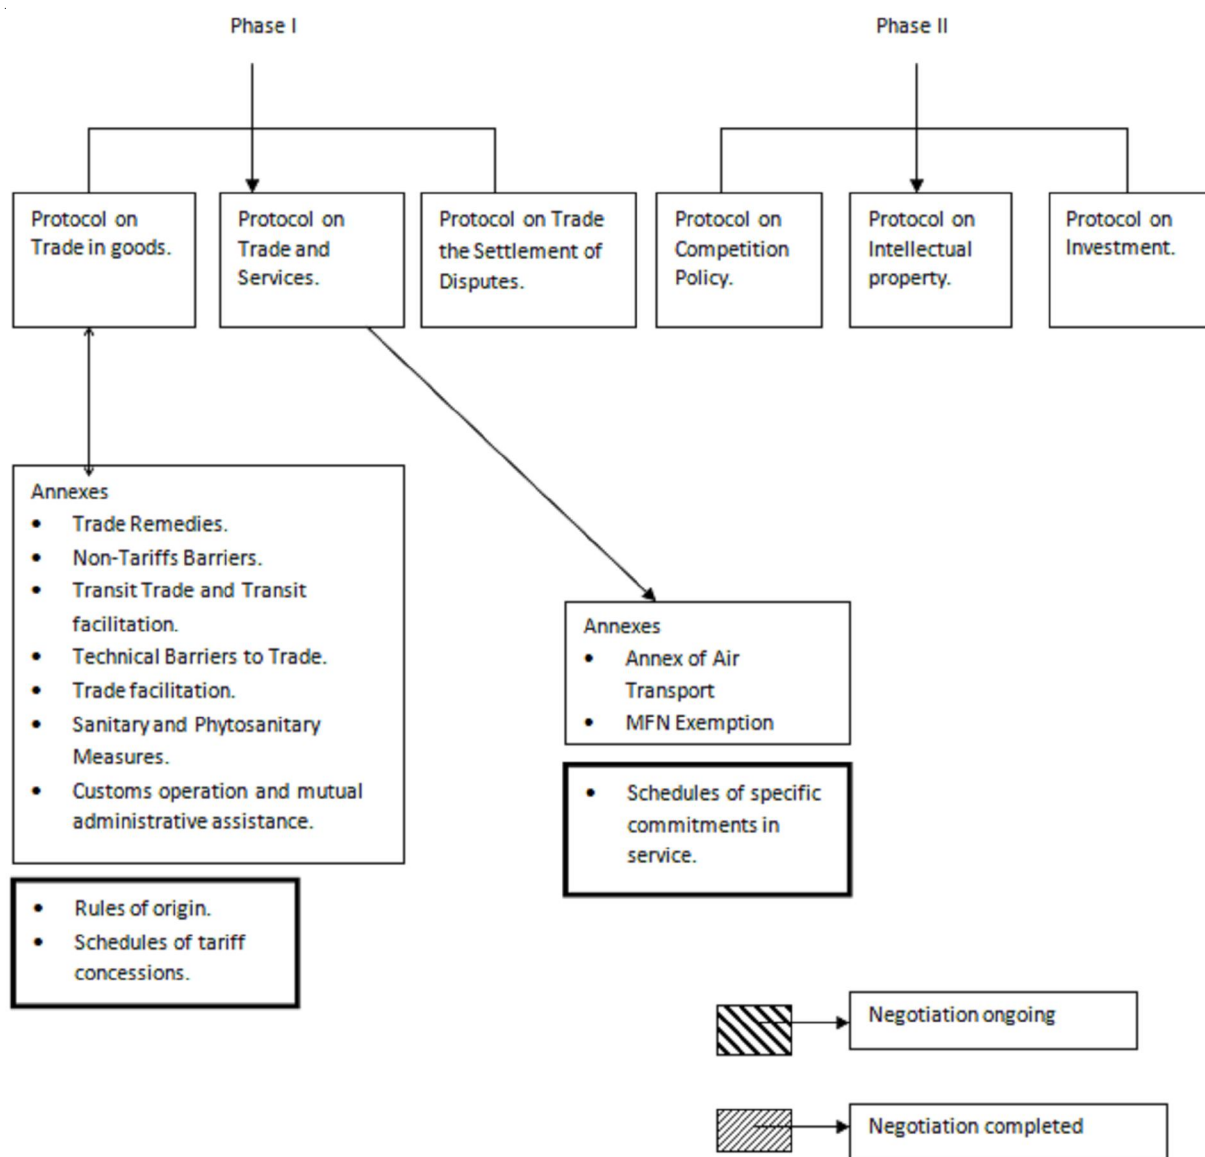 Phase I
Phase II
Protocol on
Trade in goods.
Protocol on
Trade and
Services.
Protocol on Trade
the Settlement of
Disputes.
Protocol on
Competition
Policy.
Protocol on
Intellectual
property.
Protocol on
Investment.
Annexes
• Trade Remedies.
• Non-Tariffs Barriers.
• Transit Trade and Transit
facilitation.
• Technical Barriers to Trade.
• Trade facilitation.
• Sanitary and Phytosanitary
Measures.
• Customs operation and mutual
administrative assistance.
• Rules of origin.
• Schedules of tariff
concessions.
Annexes
• Annex of Air
Transport
• MFN Exemption
• Schedules of specific
commitments in
service.
Negotiation ongoing
Negotiation completed